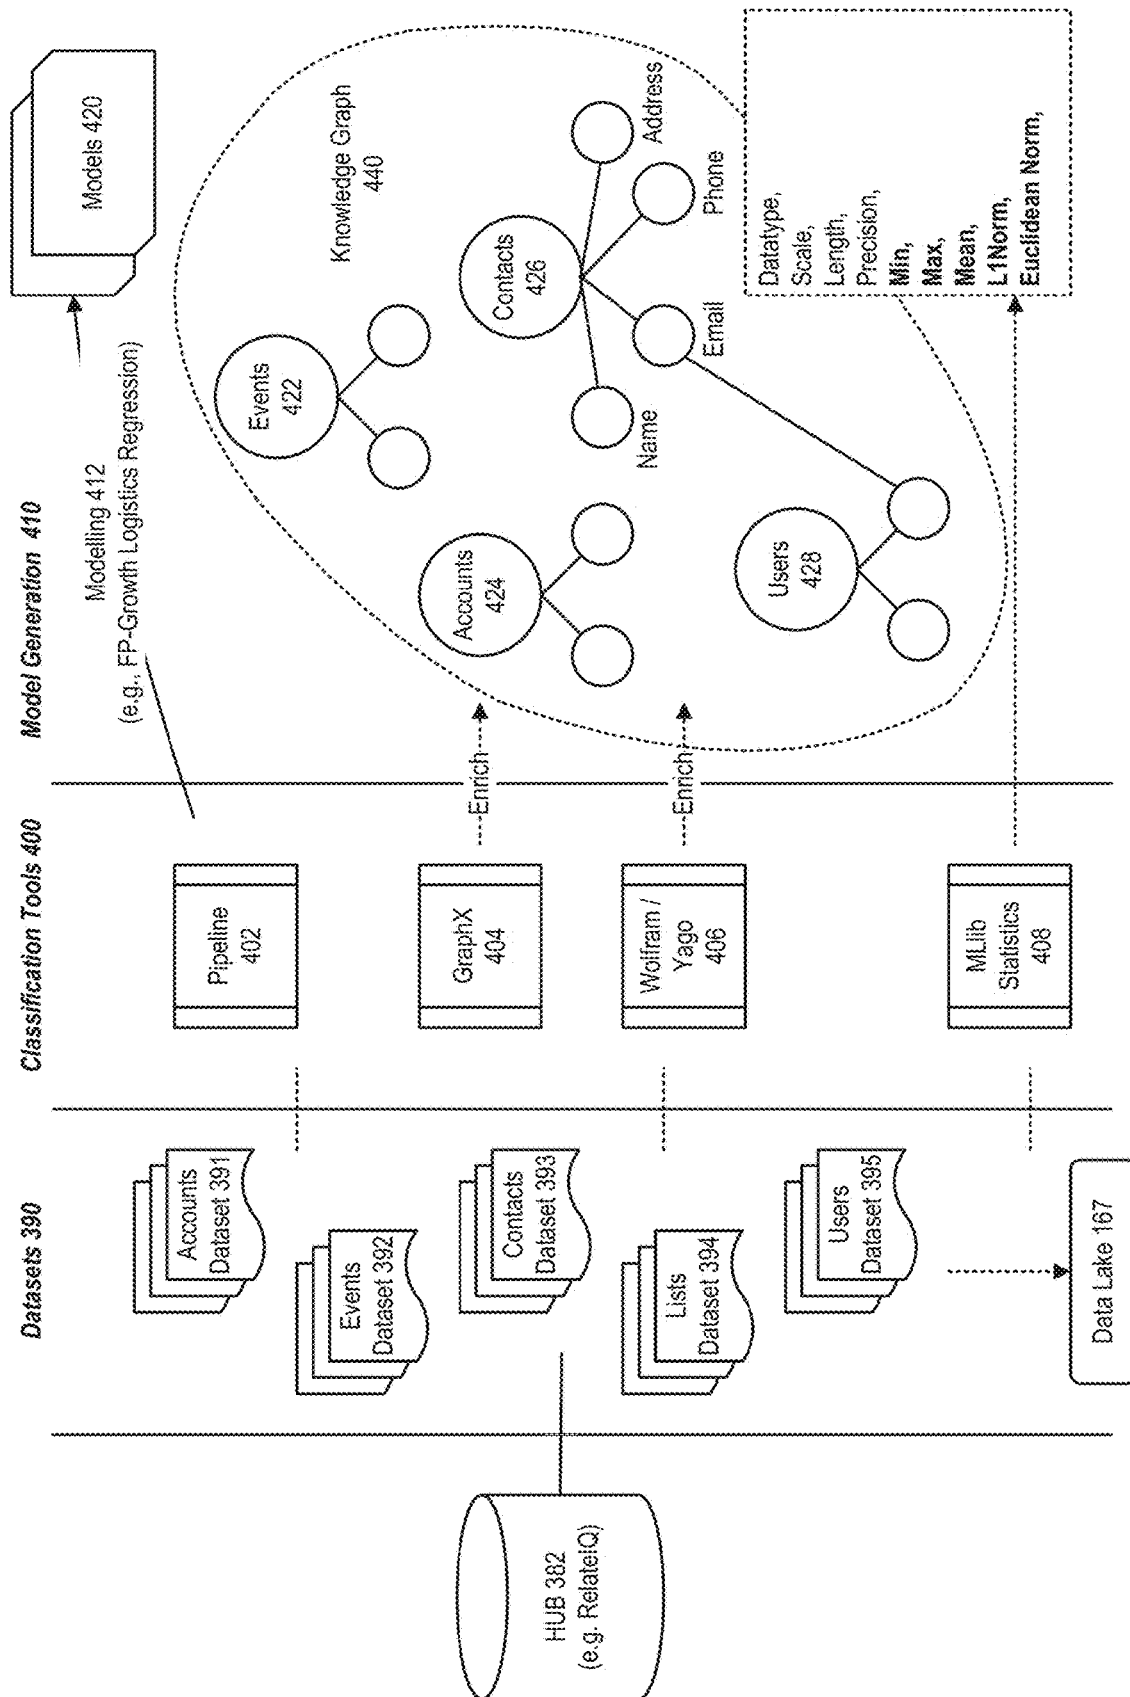 HUB 382
(e.g. RelateIQ)
Datasets 390
Accounts
Dataset 391
Events
Dataset 392
Contacts
Dataset 393
Lists
Dataset 394
Users
Dataset 395
Data Lake 167
Classification Tools 400
Pipeline
402
GraphX
404
Wolfram /
Yago
406
MLlib
Statistics
408
Model Generation 410
Modelling 412
(e.g., FP-Growth Logistics Regression)
Models 420
Enrich
Enrich
Knowledge Graph
440
Events
422
Accounts
424
Contacts
426
Name
Email
Phone
Address
Users
428
Datatype,
Scale,
Length,
Precision,
Min,
Max,
Mean,
L1Norm,
Euclidean Norm,